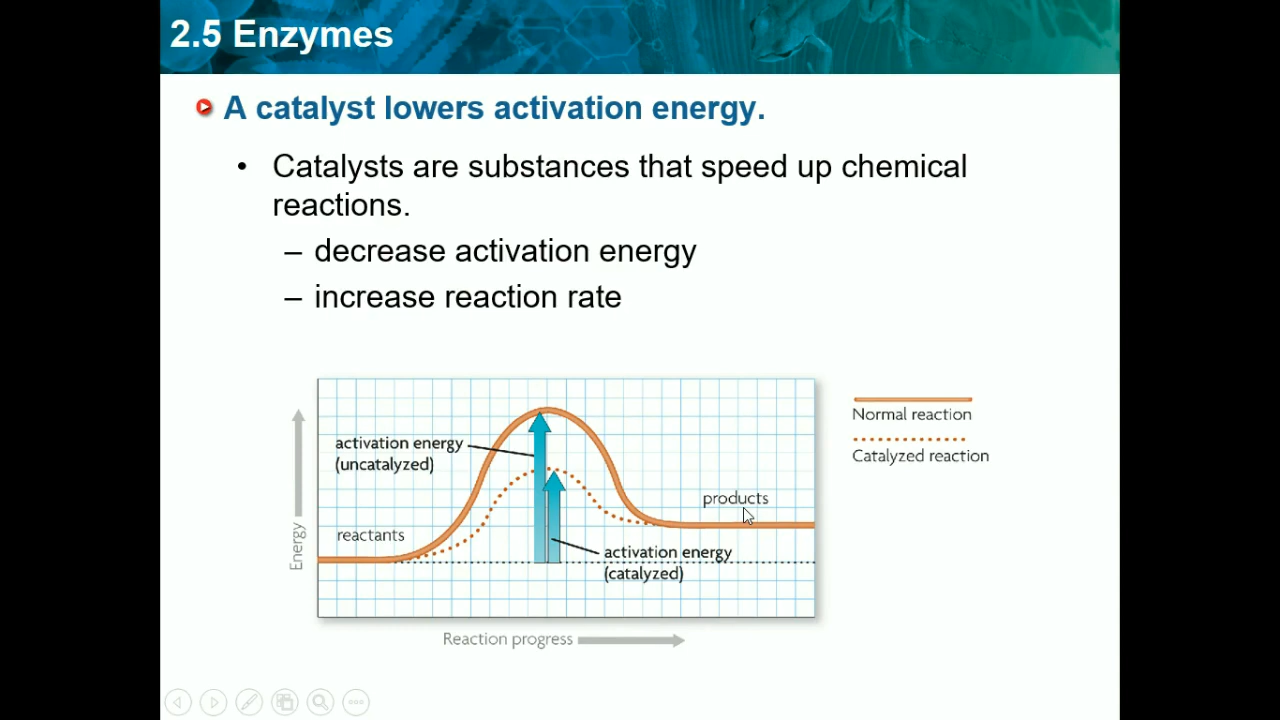 2.5 Enzymes
A catalyst lowers activation energy.
• Catalysts are substances that speed up chemical
reactions.
– decrease activation energy
– increase reaction rate
Normal reaction
Catalyzed reaction
activation energy
(uncatalyzed)
products
reactants
activation energy
(catalyzed)
Energy
Reaction progress